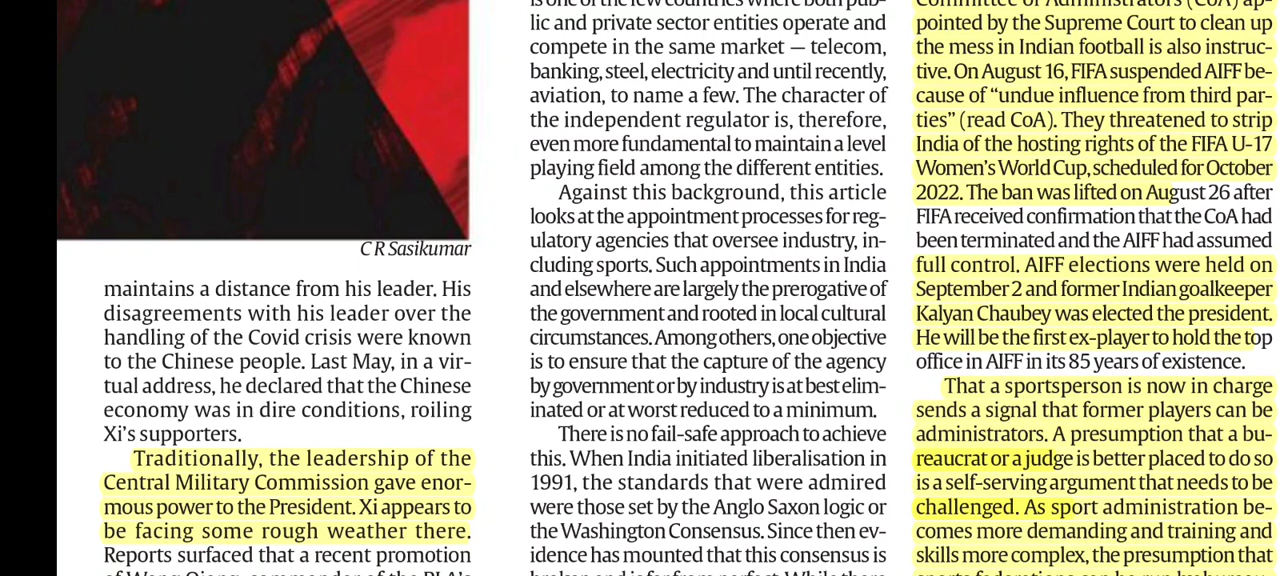 C R Sasikumar
maintains a distance from his leader. His
disagreements with his leader over the
handling of the Covid crisis were known
to the Chinese people. Last May, in a vir-
tual address, he declared that the Chinese
economy was in dire conditions, roiling
Xi’s supporters.
Traditionally, the leadership of the
Central Military Commission gave enor-
mous power to the President. Xi appears to
be facing some rough weather there.
Reports surfaced that a recent promotion
is one of the few countries where both pub-
lic and private sector entities operate and
compete in the same market — telecom,
banking, steel, electricity and until recently,
aviation, to name a few. The character of
the independent regulator is, therefore,
even more fundamental to maintain a level
playing field among the different entities.
Against this background, this article
looks at the appointment processes for reg-
ulatory agencies that oversee industry, in-
cluding sports. Such appointments in India
and elsewhere are largely the prerogative of
the government and rooted in local cultural
circumstances. Among others, one objective
is to ensure that the capture of the agency
by government or by industry is at best elim-
inated or at worst reduced to a minimum.
There is no fail-safe approach to achieve
this. When India initiated liberalisation in
1991, the standards that were admired
were those set by the Anglo Saxon logic or
the Washington Consensus. Since then ev-
idence has mounted that this consensus is
Committee of Administrators (CoA) ap-
pointed by the Supreme Court to clean up
the mess in Indian football is also instruc-
tive. On August 16, FIFA suspended AIFF be-
cause of “undue influence from third par-
ties” (read CoA). They threatened to strip
India of the hosting rights of the FIFA U-17
Women’s World Cup, scheduled for October
2022. The ban was lifted on August 26 after
FIFA received confirmation that the CoA had
been terminated and the AIFF had assumed
full control. AIFF elections were held on
September 2 and former Indian goalkeeper
Kalyan Chaubey was elected the president.
He will be the first ex-player to hold the top
office in AIFF in its 85 years of existence.
That a sportsperson is now in charge
sends a signal that former players can be
administrators. A presumption that a bu-
reaucrat or a judge is better placed to do so
is a self-serving argument that needs to be
challenged. As sport administration be-
comes more demanding and training and
skills more complex, the presumption that